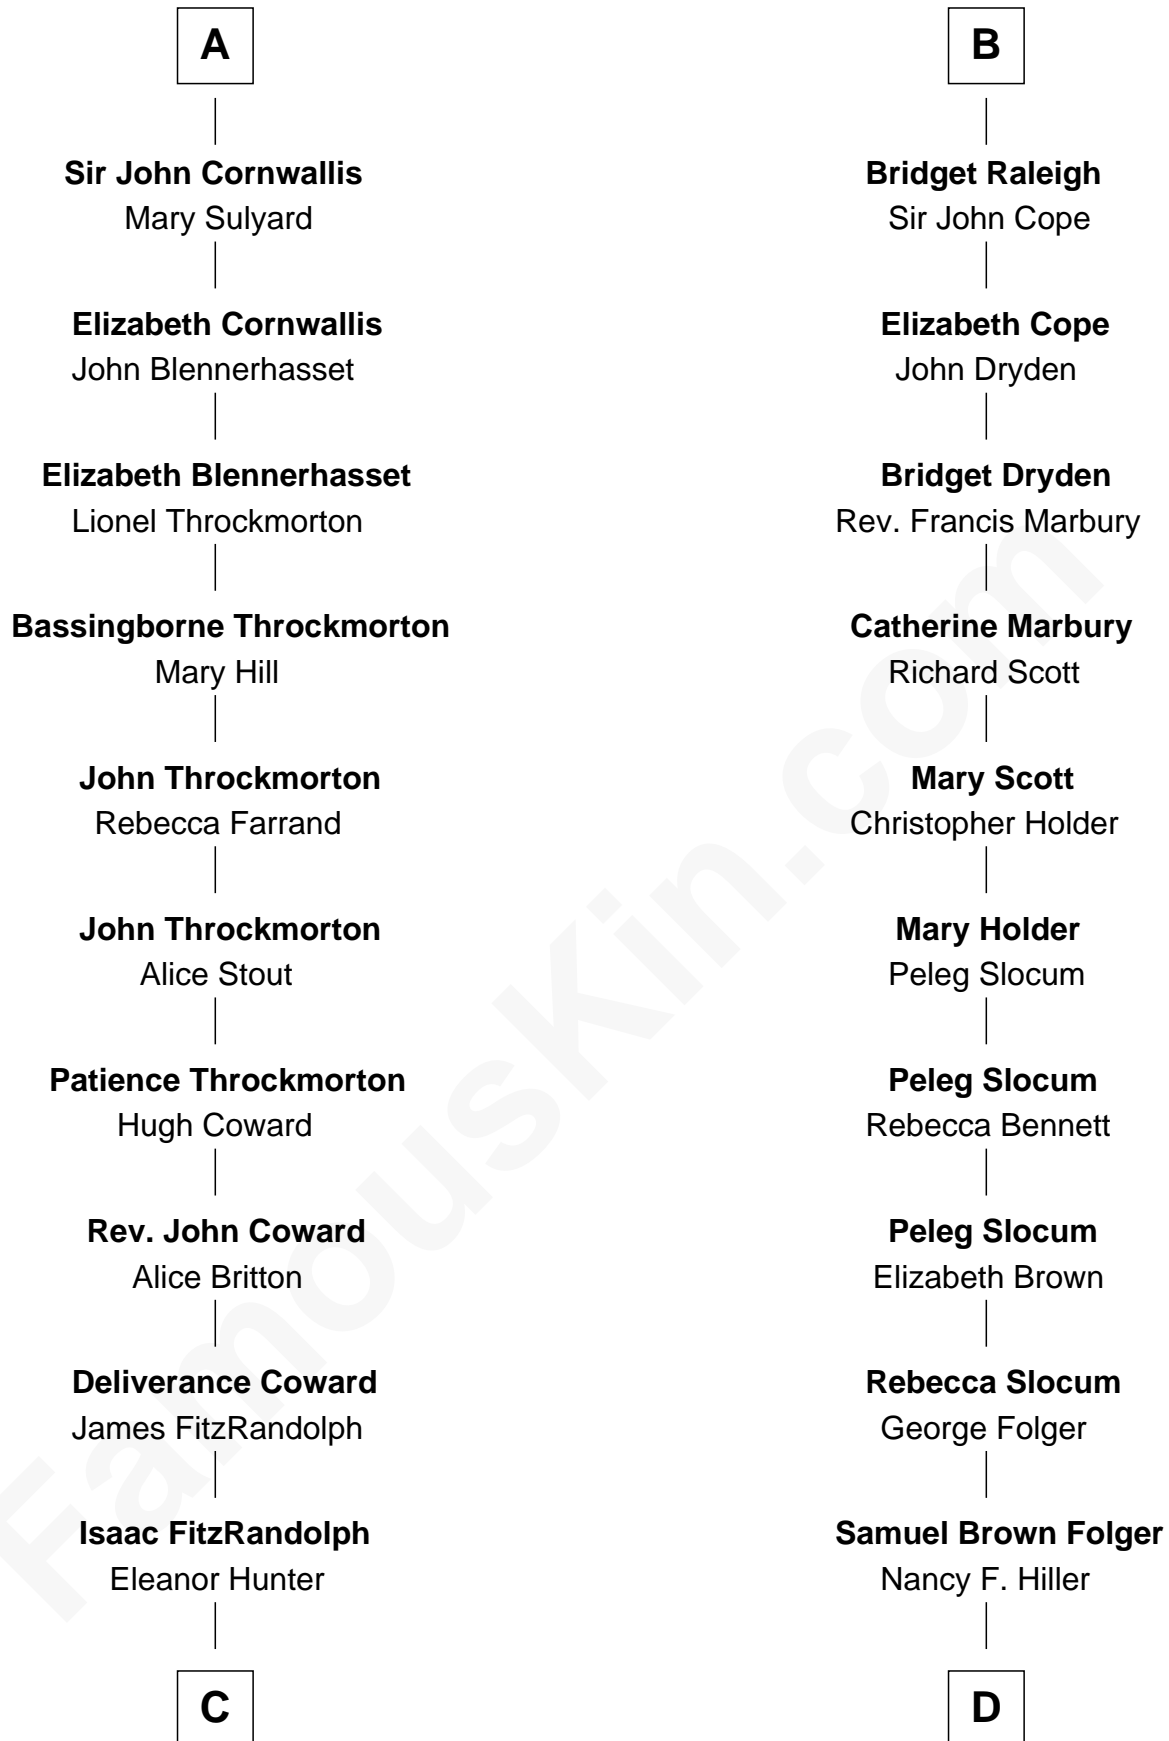 A
Sir John Cornwallis
Mary Sulyard
Elizabeth Cornwallis
John Blennerhasset
Elizabeth Blennerhasset
Lionel Throckmorton
Bassingborne Throckmorton
Mary Hill
John Throckmorton
Rebecca Farrand
John Throckmorton
Alice Stout
Patience Throckmorton
Hugh Coward
Rev. John Coward
Alice Britton
Deliverance Coward
James FitzRandolph
Isaac FitzRandolph
Eleanor Hunter
C
B
Bridget Raleigh
Sir John Cope
Elizabeth Cope
John Dryden
Bridget Dryden
Rev. Francis Marbury
Catherine Marbury
Richard Scott
Mary Scott
Christopher Holder
Mary Holder
Peleg Slocum
Peleg Slocum
Rebecca Bennett
Peleg Slocum
Elizabeth Brown
Rebecca Slocum
George Folger
Samuel Brown Folger
Nancy F. Hiller
D
FamousKin.com